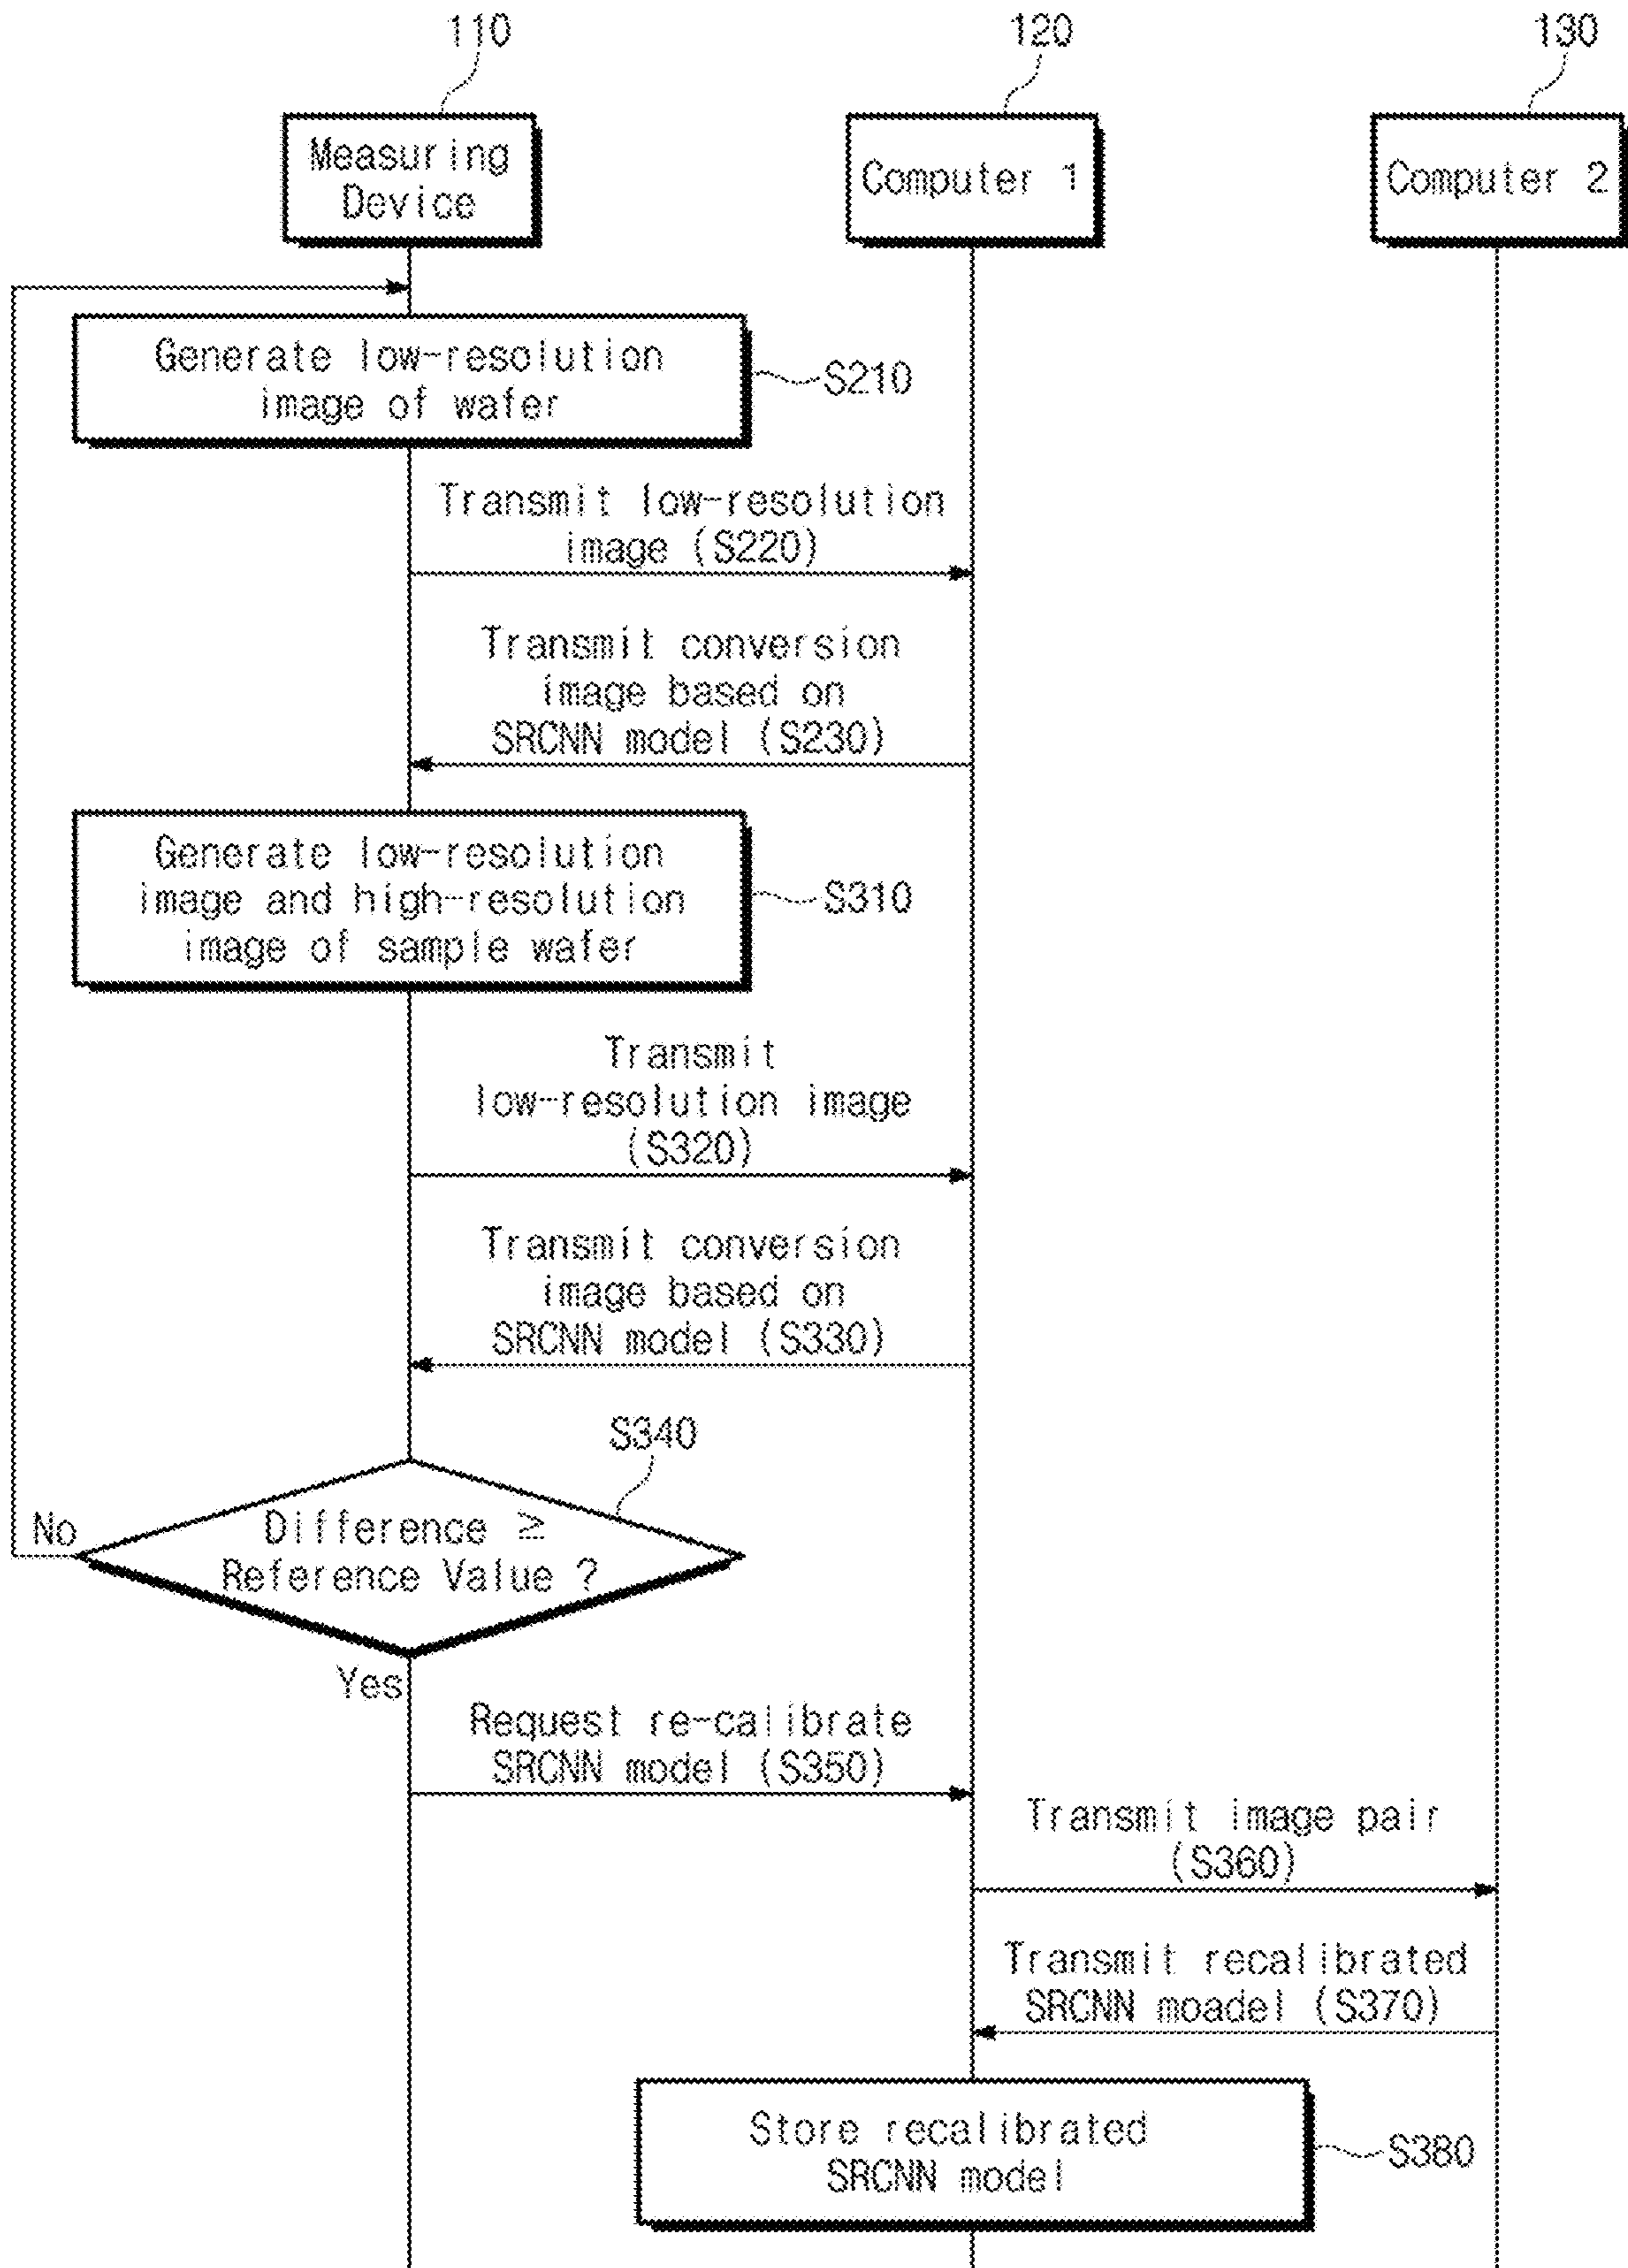 110
120
130
Measuring
Device
Computer 1
Computer 2
Generate low-resolution
image of wafer
S210
Transmit low-resolution
image (S220)
Transmit conversion
image based on
SRCNN model (S230)
Generate low-resolution
image and high-resolution
image of sample wafer
S310
Transmit
low-resolution image
(S320)
Transmit conversion
image based on
SRCNN model (S330)
S340
No
Difference ≥
Reference Value ?
Yes
Request re-calibrate
SRCNN model (S350)
Transmit image pair
(S360)
Transmit recalibrated
SRCNN moadel (S370)
Store recalibrated
SRCNN model
S380